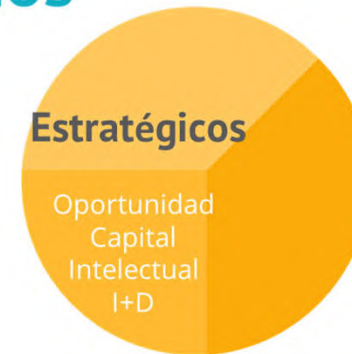 Estratégicos
Oportunidad
Capital
Intelectual
I+D